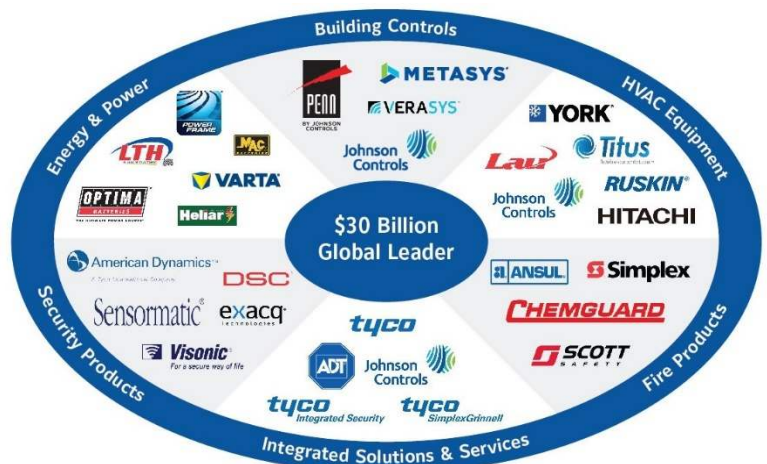 Building Controls
PENN
BY JOHNSON
CONTROLS
METASYS®
VERASYS™
Johnson
Controls
HVAC Equipment
YORK®
Lau®
Titus
Johnson
Controls
RUSKIN®
HITACHI
Energy & Power
POWER
FRAME
LTH
MAC
OPTIMA
BATTERIES
VARTA
Heliar
$30 Billion
Global Leader
Security Products
American Dynamics™
DSC®
Sensormatic®
exacq®
technologies
Visonic®
For a secure way of life
Fire Products
ANSUL®
Simplex
CHEMGUARD
SCOTT
SAFETY
tyco
ADT
Johnson
Controls
tyco
Integrated Security
tyco
SimplexGrinnell
Integrated Solutions & Services